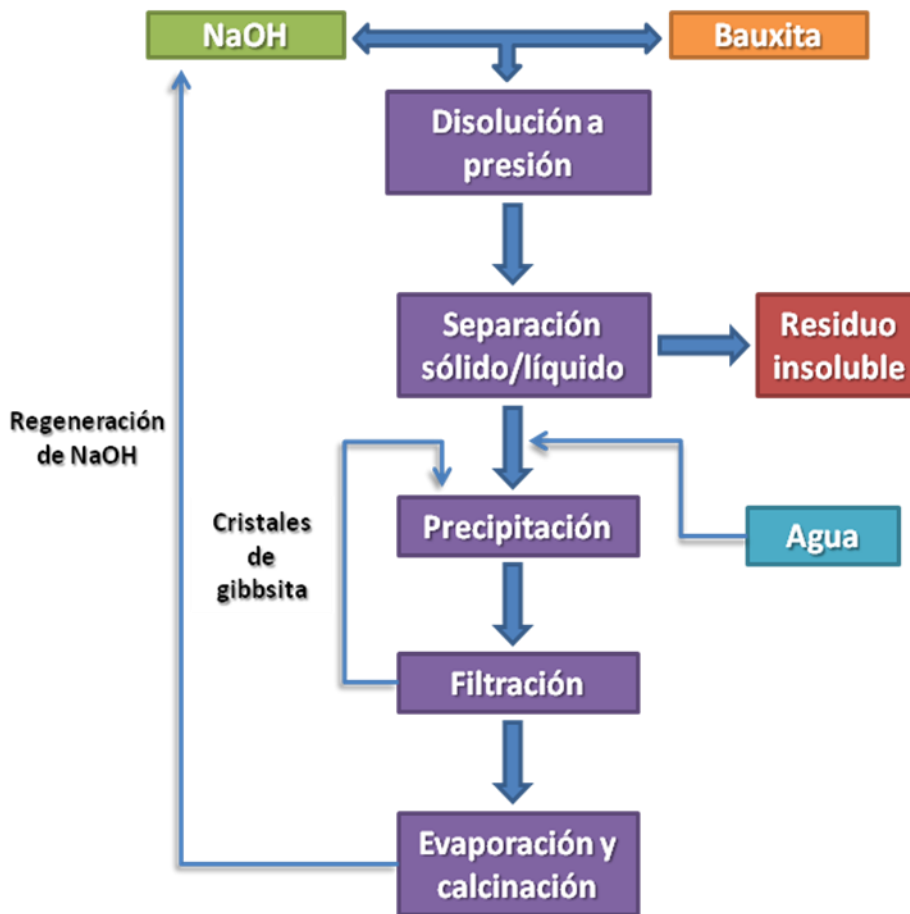 NaOH
Bauxita
Disolución a
presión
Separación
sólido/líquido
Residuo
insoluble
Regeneración
de NaOH
Cristales
de
gibbsita
Precipitación
Agua
Filtración
Evaporación y
calcinación